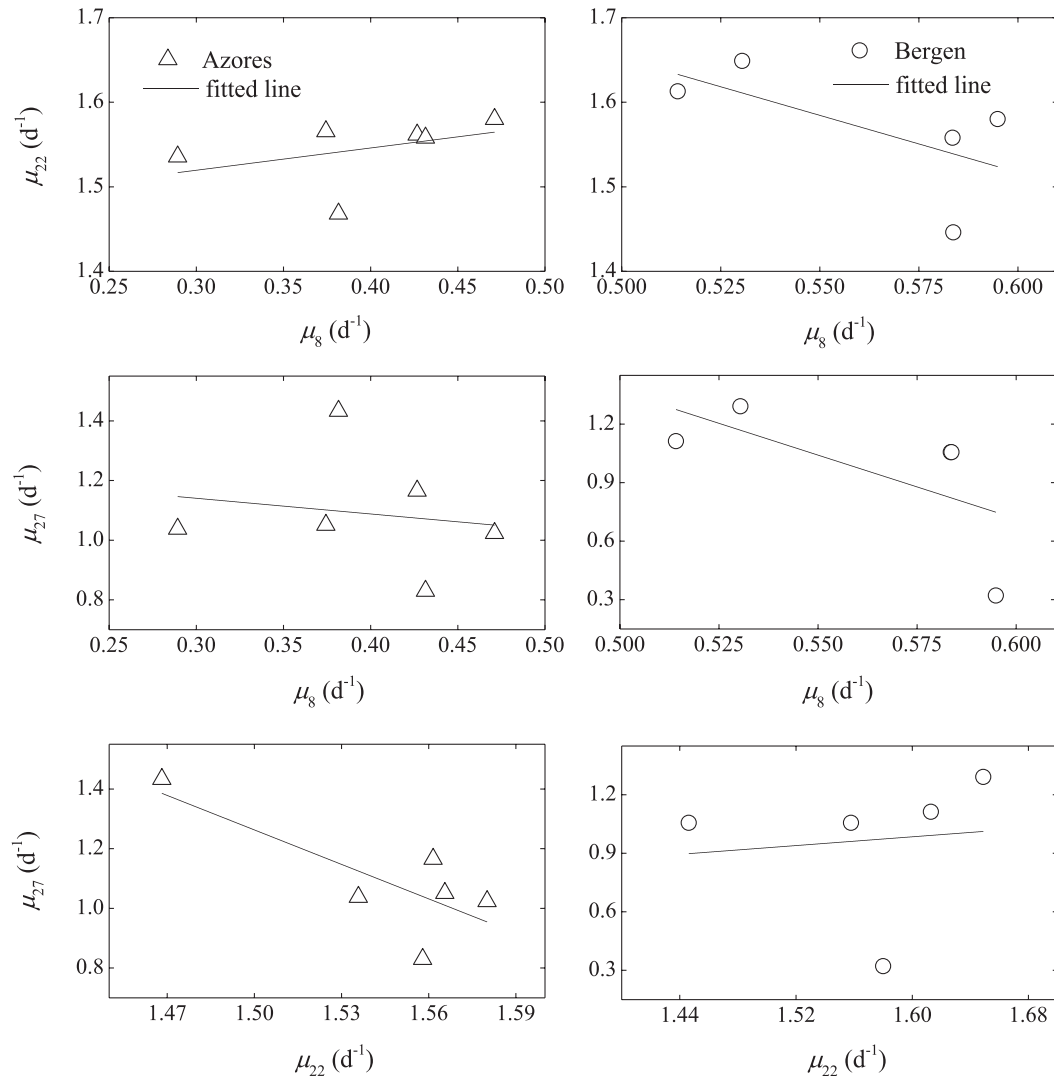 1.7
1.6
1.5
1.4
μ22 (d-1)
Azores
fitted line
0.25 0.30 0.35 0.40 0.45 0.50
μ8 (d-1)
1.7
1.6
1.5
1.4
Bergen
fitted line
0.500 0.525 0.550 0.575 0.600
μ8 (d-1)
1.4
1.2
1.0
0.8
μ27 (d-1)
0.25 0.30 0.35 0.40 0.45 0.50
μ8 (d-1)
1.2
0.9
0.6
0.3
0.500 0.525 0.550 0.575 0.600
μ8 (d-1)
1.4
1.2
1.0
0.8
μ27 (d-1)
1.47 1.50 1.53 1.56 1.59
μ22 (d-1)
1.2
0.9
0.6
0.3
1.44 1.52 1.60 1.68
μ22 (d-1)